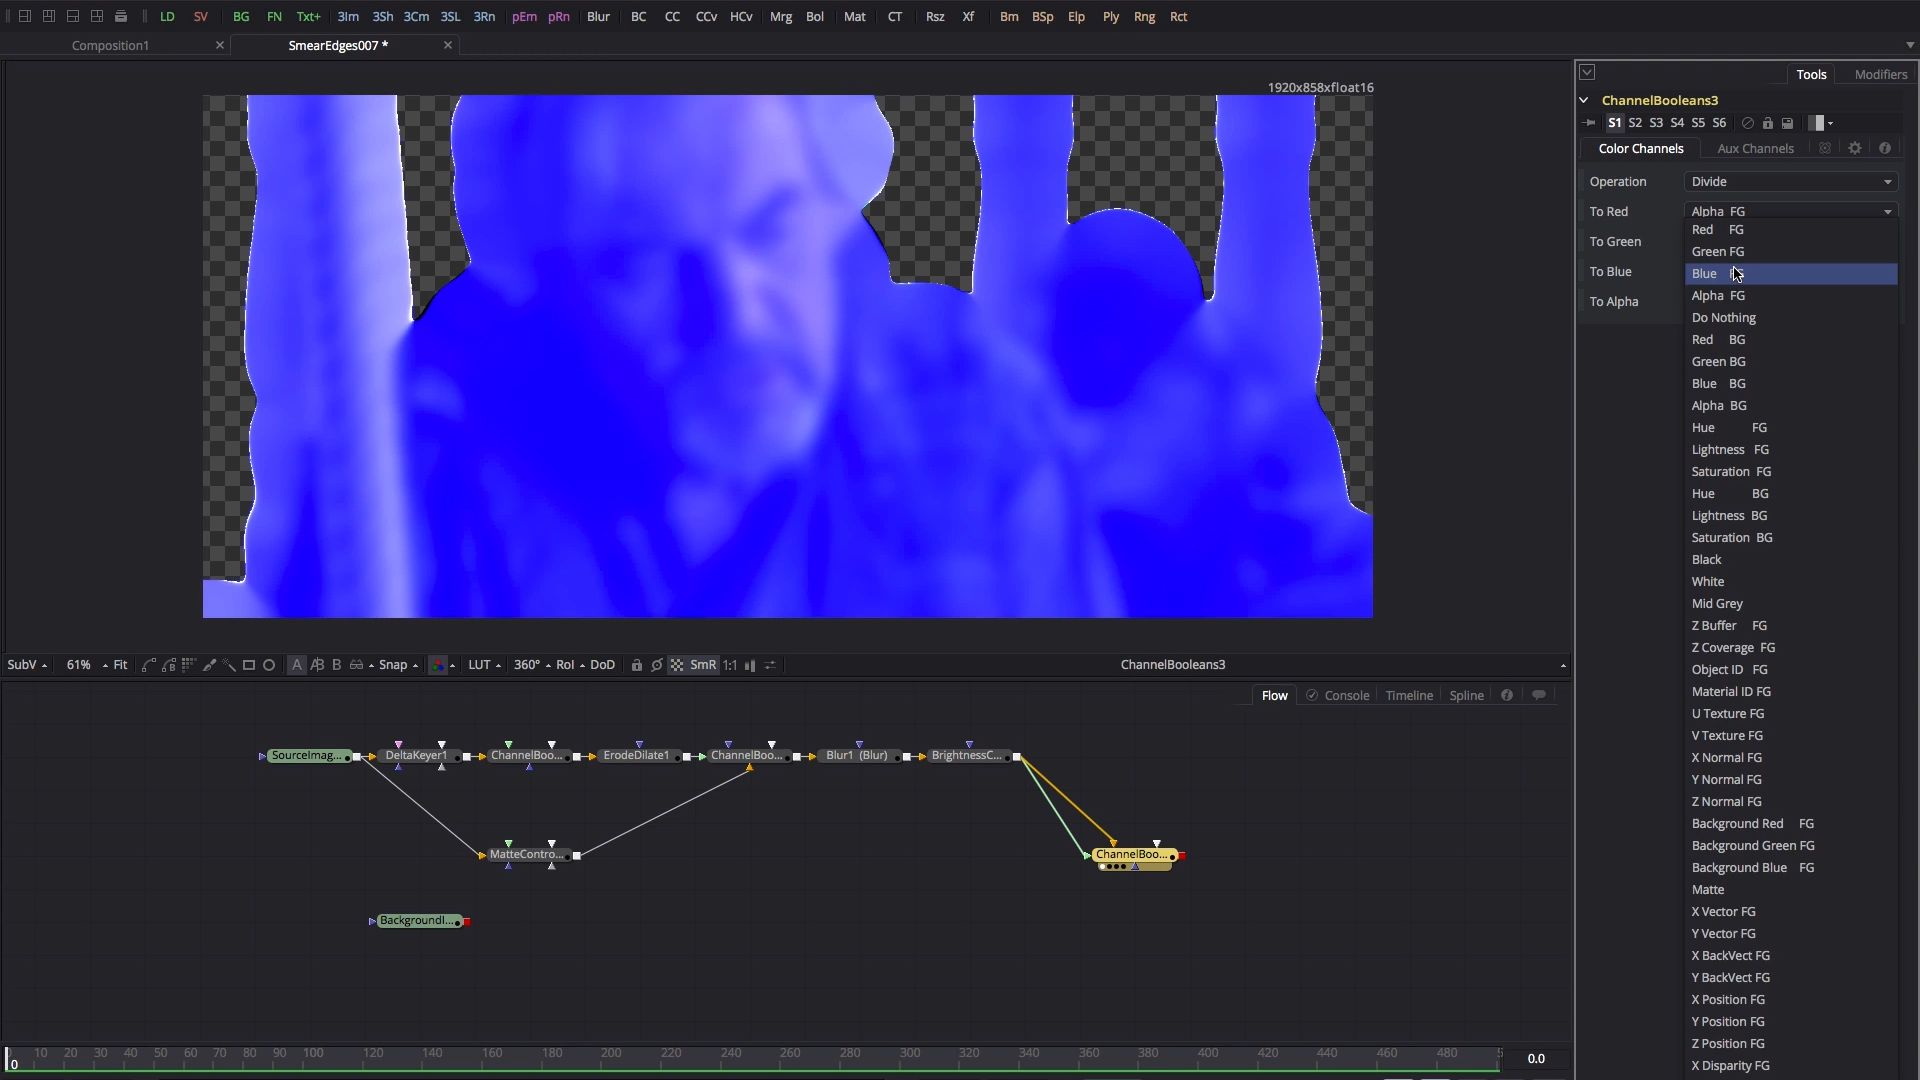 LD SV BG FN Txt+ 3Im 3Sh 3Cm 3SL 3Rn pEm pRn Blur BC CC CCv HCv Mrg Bol Mat CT Rsz Xf Bm BSp Elp Ply Rng Rct
Composition1 SmearEdges007 *
1920x858xfloat16
Tools Modifiers
ChannelBooleans3
S1 S2 S3 S4 S5 S6
Color Channels Aux Channels
Operation Divide
To Red Alpha FG
To Green
To Blue
To Alpha
Red FG
Green FG
Blue
Alpha FG
Do Nothing
Red BG
Green BG
Blue BG
Alpha BG
Hue FG
Lightness FG
Saturation FG
Hue BG
Lightness BG
Saturation BG
Black
White
Mid Grey
Z Buffer FG
Z Coverage FG
Object ID FG
Material ID FG
U Texture FG
V Texture FG
X Normal FG
Y Normal FG
Z Normal FG
Background Red FG
Background Green FG
Background Blue FG
Matte
X Vector FG
Y Vector FG
X BackVect FG
Y BackVect FG
X Position FG
Y Position FG
Z Position FG
X Disparity FG
SubV 61% Fit A B Snap LUT 360° RoI DoD SmR 1:1 ChannelBooleans3
Flow Console Timeline Spline
SourceImag... DeltaKeyer1 ChannelBoo... ErodeDilate1 ChannelBoo... Blur1 (Blur) BrightnessC...
MatteContro... ChannelBoo...
BackgroundI...
10 20 30 40 50 60 70 80 90 100 120 140 160 180 200 220 240 260 280 300 320 340 360 380 400 420 440 460 480
0 0.0